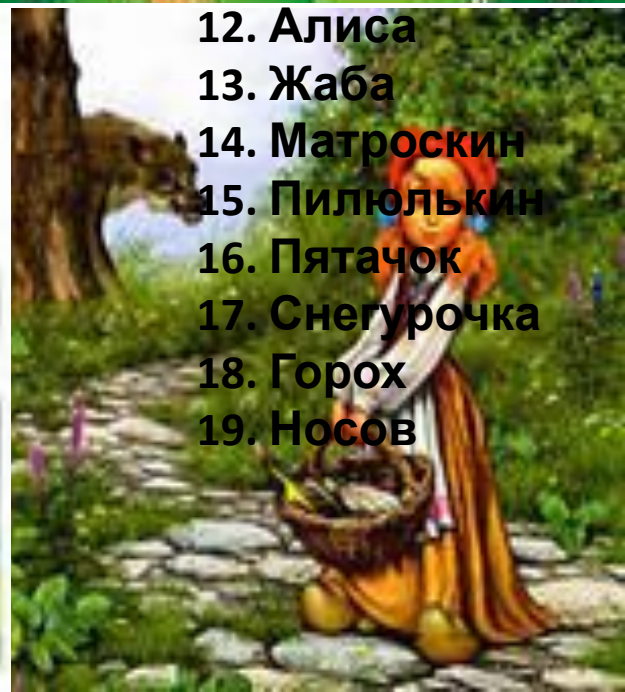 12. Алиса
13. Жаба
14. Матроскин
15. Пилюлькин
16. Пятачок
17. Снегурочка
18. Горох
19. Носов